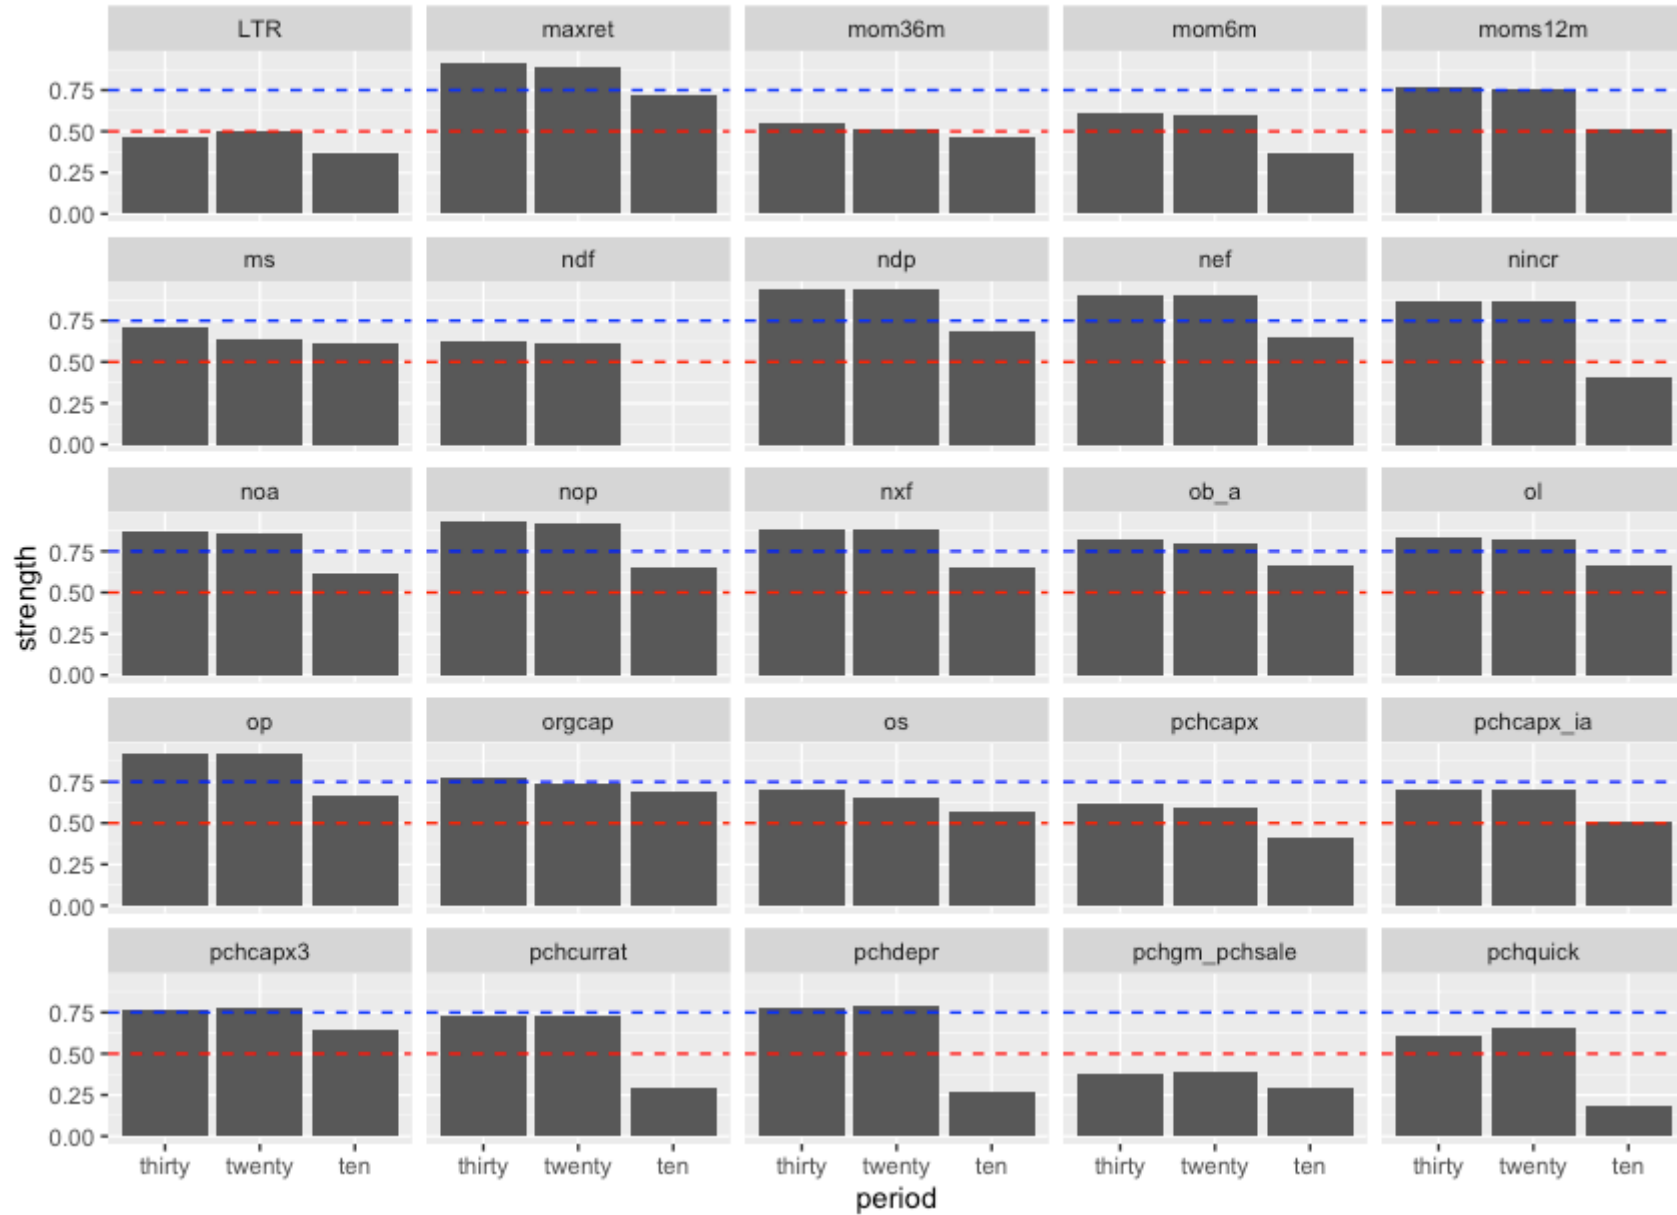 LTR maxret mom36m mom6m moms12m
0.75
0.50
0.25
0.00
ms ndf ndp nef nincr
0.75
0.50
0.25
0.00
noa nop nxf ob_a ol
0.75
0.50
0.25
0.00
strength
op orgcap os pchcapx pchcapx_ia
0.75
0.50
0.25
0.00
pchcapx3 pchcurrat pchdepr pchgm_pchsale pchquick
0.75
0.50
0.25
0.00
thirty twenty ten thirty twenty ten thirty twenty ten thirty twenty ten thirty twenty ten
period